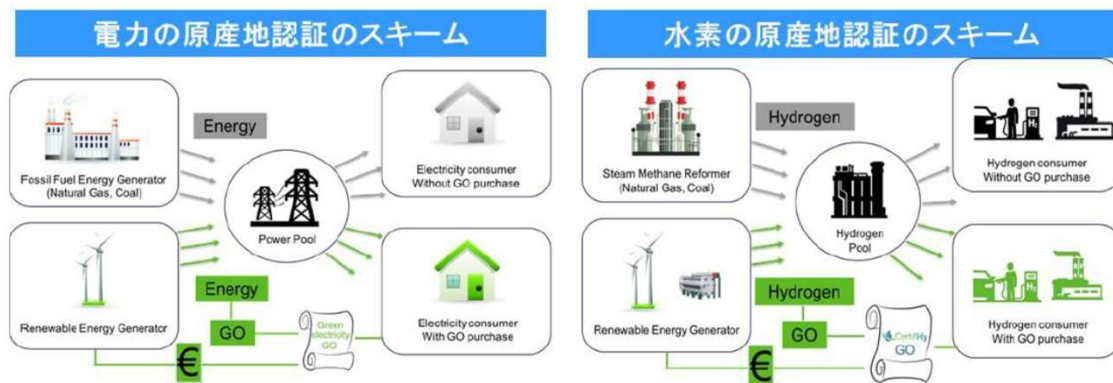 電力の原産地認証のスキーム
Fossil Fuel Energy Generator
(Natural Gas, Coal)
Energy
Power Pool
Electricity consumer
Without GO purchase
Renewable Energy Generator
Energy
GO
€
Green
electricity
GO
Electricity consumer
With GO purchase
水素の原産地認証のスキーム
Steam Methane Reformer
(Natural Gas, Coal)
Hydrogen
Hydrogen
Pool
H2
Hydrogen consumer
Without GO purchase
Renewable Energy Generator
Hydrogen
GO
€
CertifHy
GO
H2
Hydrogen consumer
With GO purchase